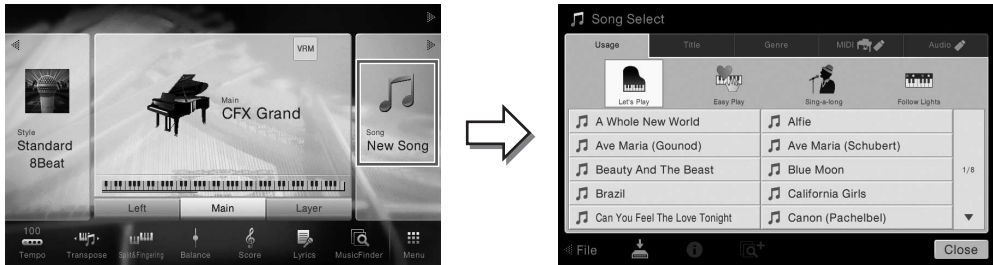 VRM
Style
Standard
8Beat
Main
CFX Grand
Song
New Song
Left
Main
Layer
100
Tempo
Transpose
Split&Fingering
Balance
Score
Lyrics
MusicFinder
Menu
Song Select
Usage
Title
Genre
MIDI
Audio
Let's Play
Easy Play
Sing-a-long
Follow Lights
A Whole New World
Alfie
Ave Maria (Gounod)
Ave Maria (Schubert)
Beauty And The Beast
Blue Moon
1/8
Brazil
California Girls
Can You Feel The Love Tonight
Canon (Pachelbel)
File
Close